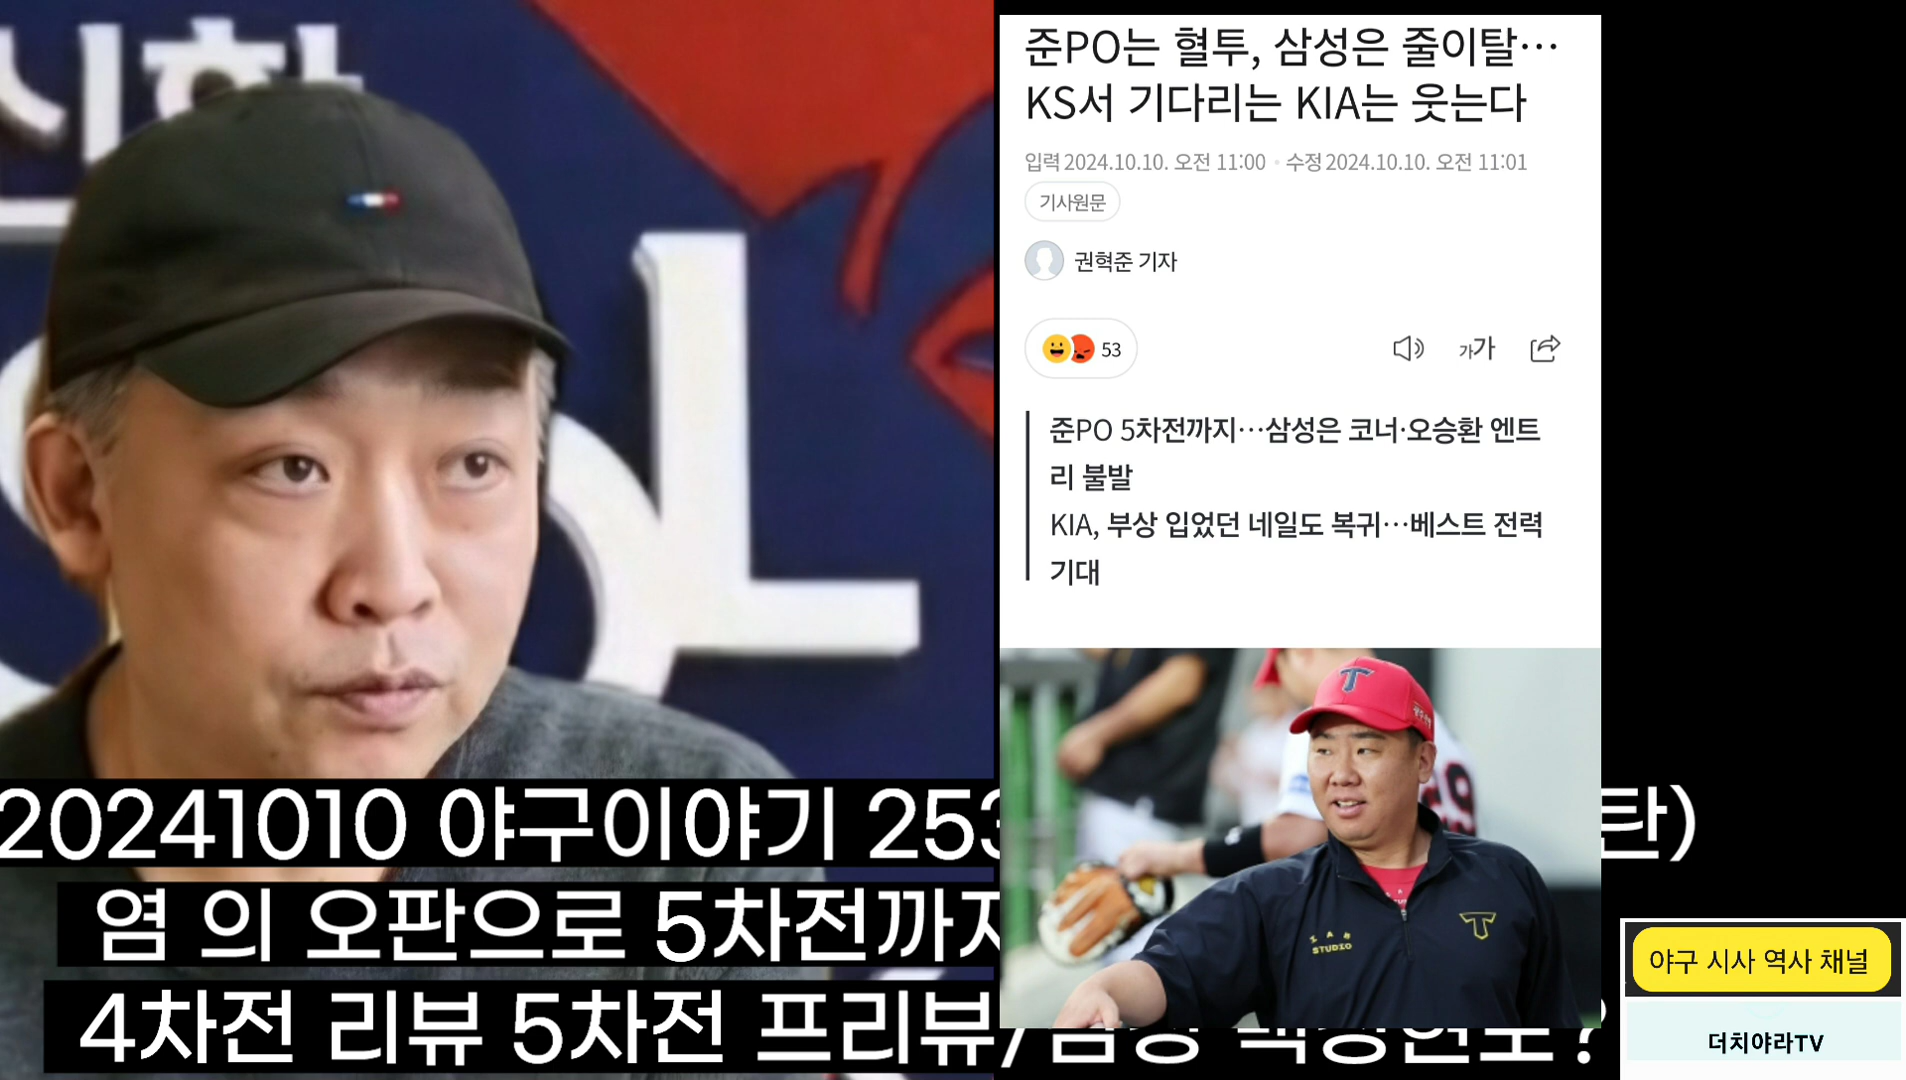 준PO는 혈투, 삼성은 줄이탈…
KS서 기다리는 KIA는 웃는다
입력 2024.10.10. 오전 11:00 · 수정 2024.10.10. 오전 11:01
기사원문
권혁준 기자
53
가가
준PO 5차전까지…삼성은 코너·오승환 엔트
리 불발
KIA, 부상 입었던 네일도 복귀…베스트 전력
기대
T
I A B
STUDIO
20241010 야구이야기 253
탄)
염 의 오판으로 5차전까지
4차전 리뷰 5차전 프리뷰/삼성
야구 시사 역사 채널
더치야라TV